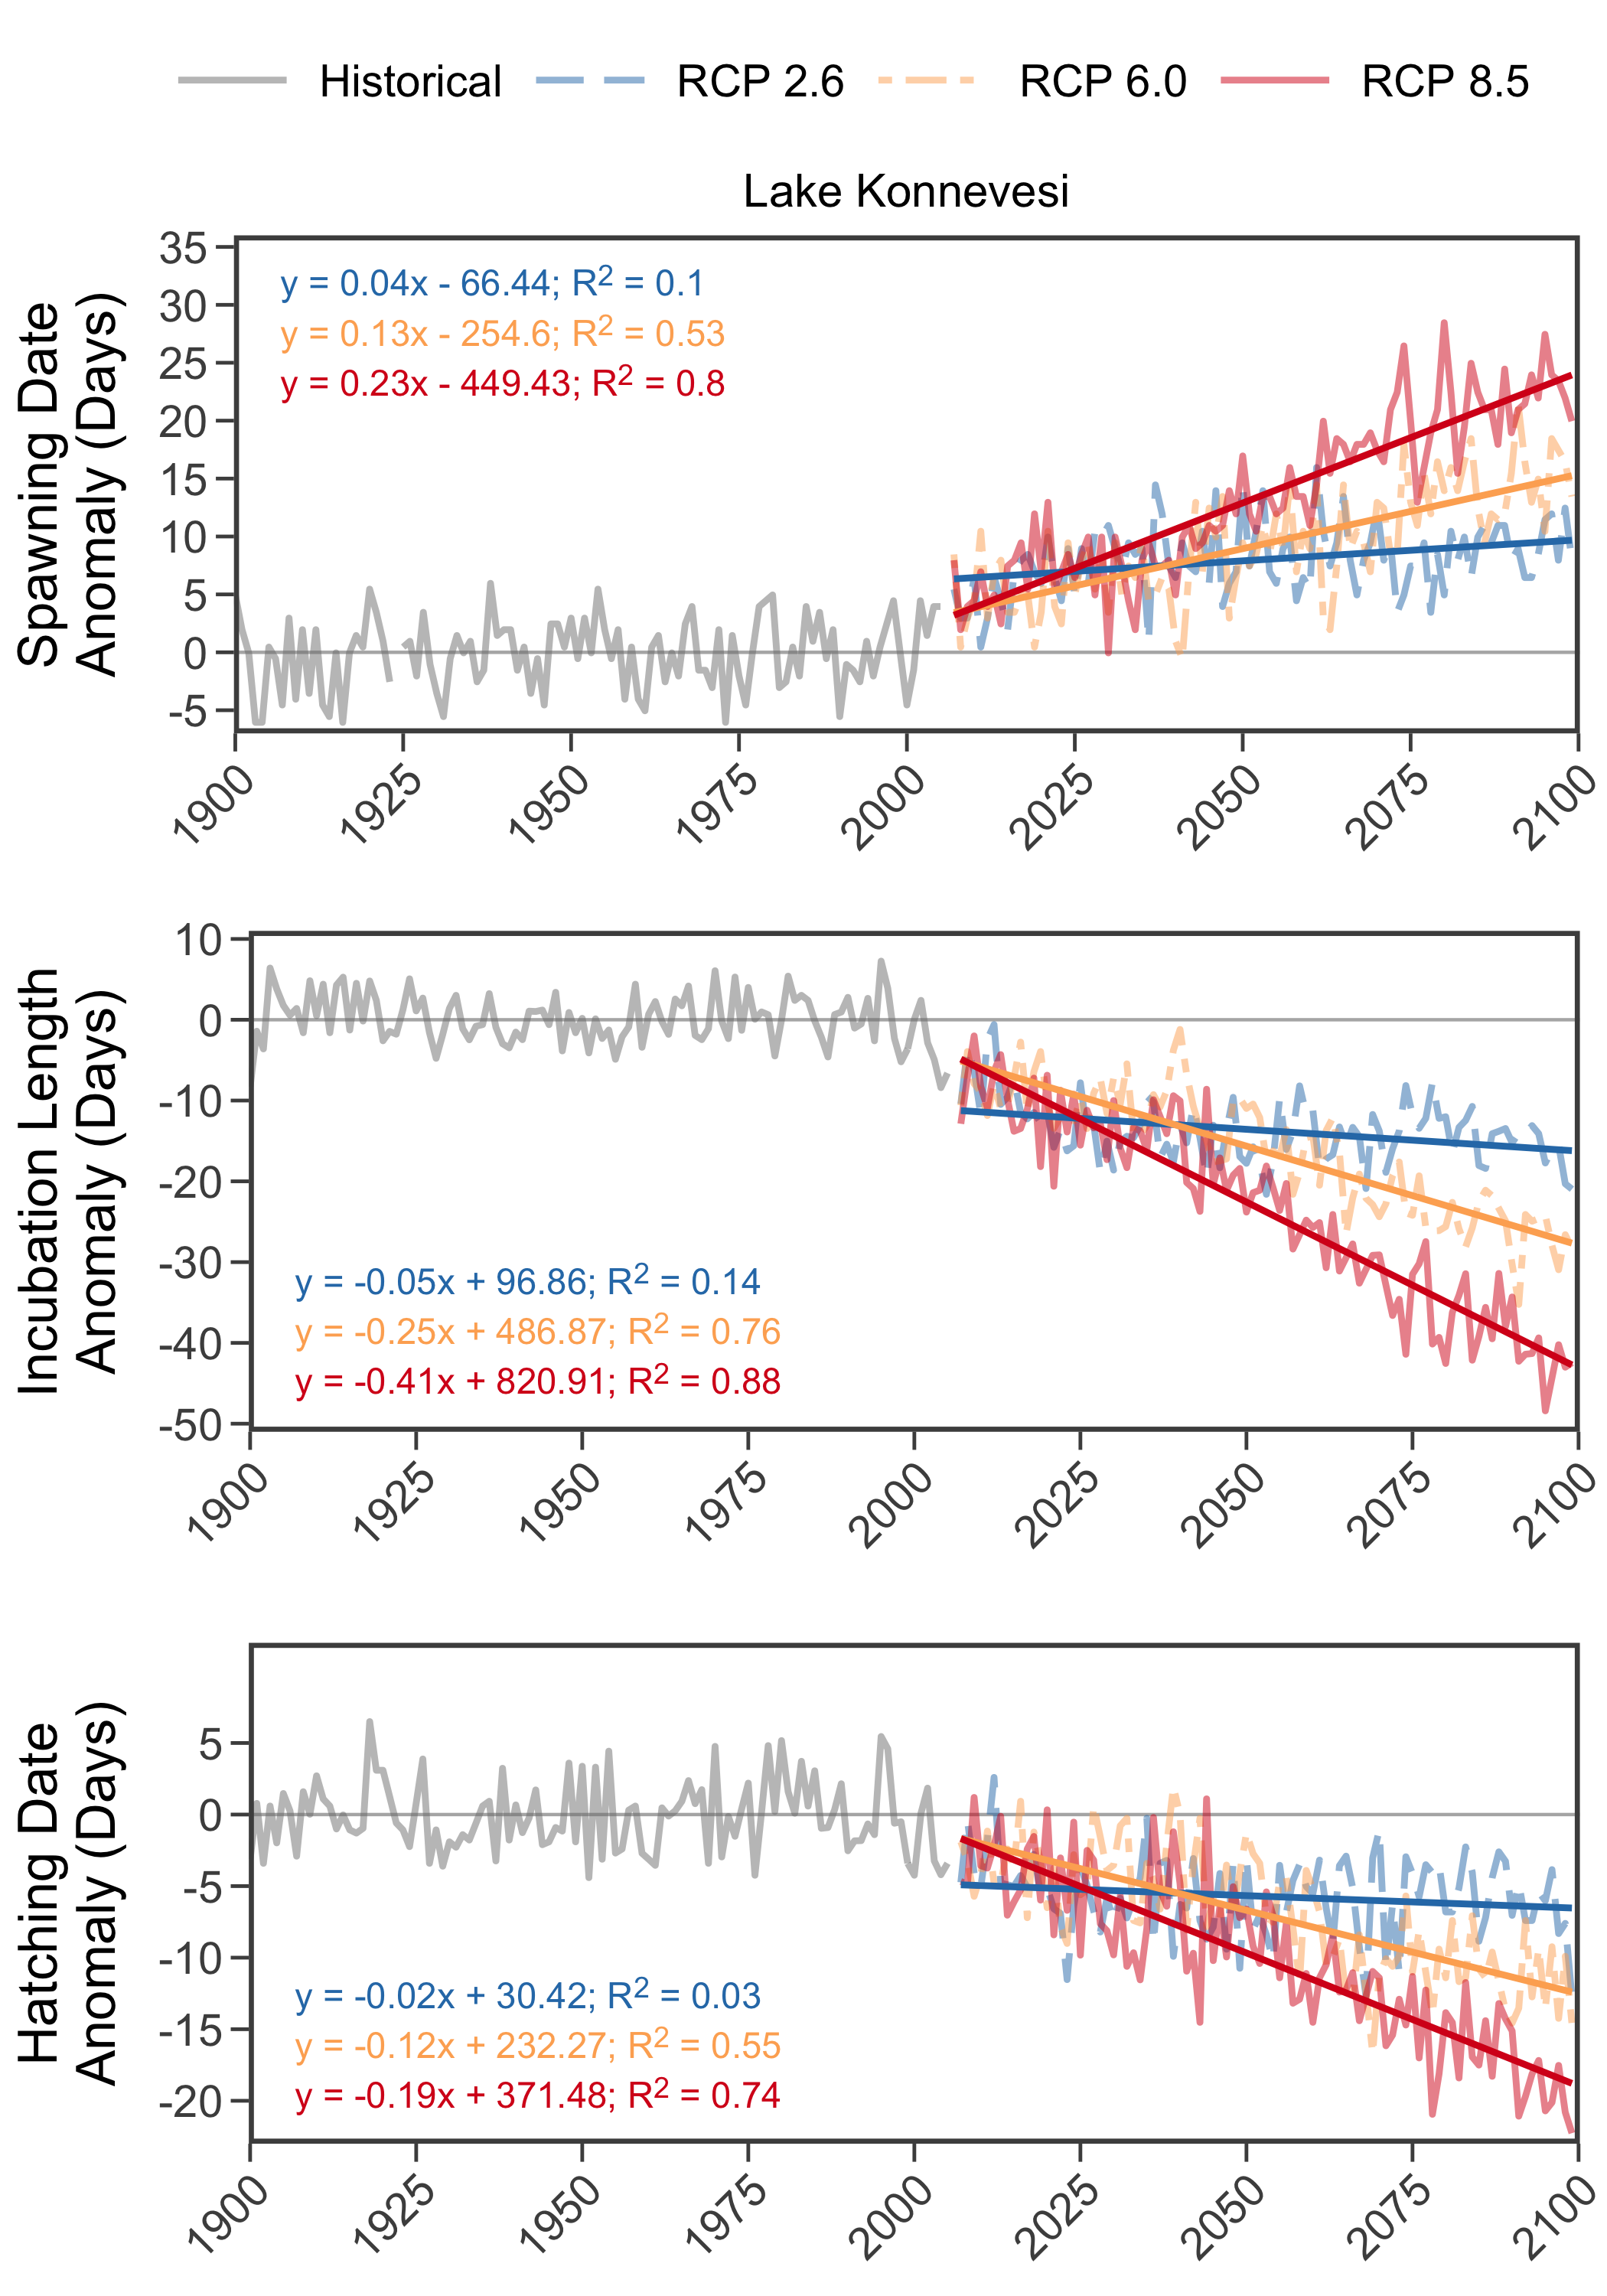 Historical RCP 2.6 RCP 6.0 RCP 8.5
Lake Konnevesi
Spawning Date
Anomaly (Days)
35
30
25
20
15
10
5
0
-5
y = 0.04x - 66.44; R² = 0.1
y = 0.13x - 254.6; R² = 0.53
y = 0.23x - 449.43; R² = 0.8
1900 1925 1950 1975 2000 2025 2050 2075 2100
Incubation Length
Anomaly (Days)
10
0
-10
-20
-30
-40
-50
y = -0.05x + 96.86; R² = 0.14
y = -0.25x + 486.87; R² = 0.76
y = -0.41x + 820.91; R² = 0.88
1900 1925 1950 1975 2000 2025 2050 2075 2100
Hatching Date
Anomaly (Days)
5
0
-5
-10
-15
-20
y = -0.02x + 30.42; R² = 0.03
y = -0.12x + 232.27; R² = 0.55
y = -0.19x + 371.48; R² = 0.74
1900 1925 1950 1975 2000 2025 2050 2075 2100